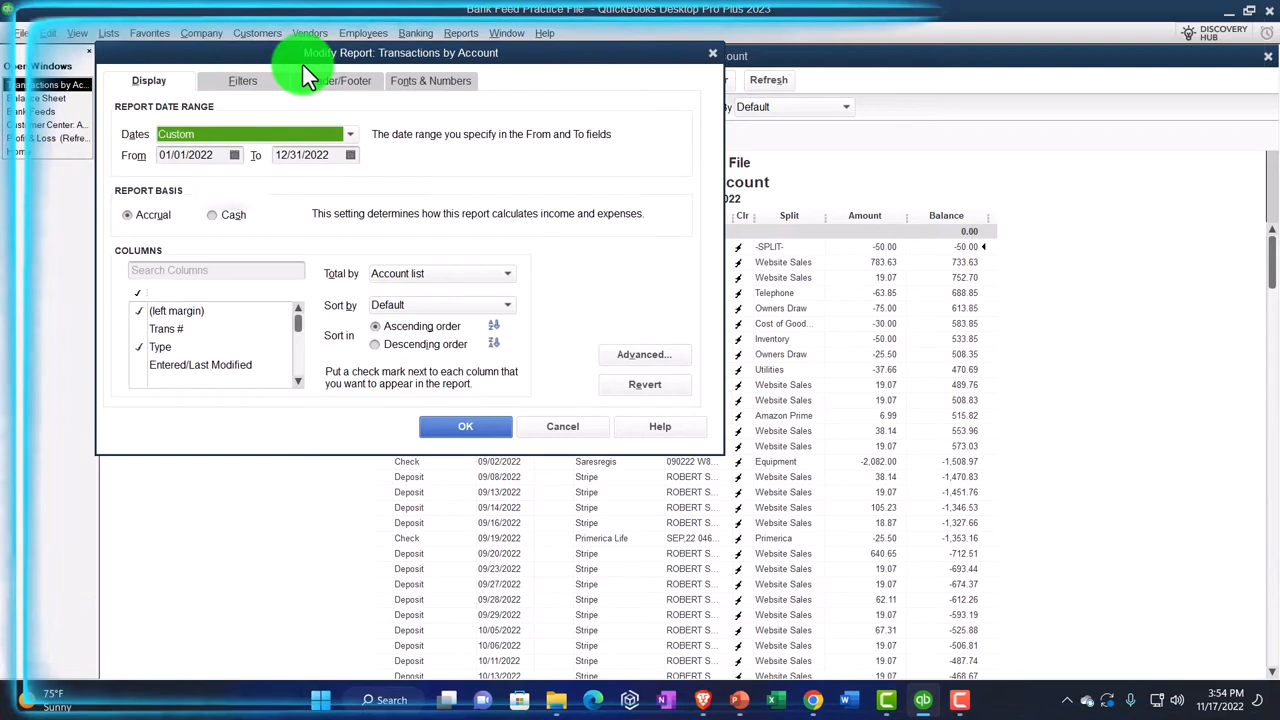 Bank Feed Practice File - QuickBooks Desktop Pro Plus 2023
File Edit View Lists Favorites Company Customers Vendors Employees Banking Reports Window Help
DISCOVERY HUB
Open Windows
Transactions by Ac...
Balance Sheet
Bank Feeds
Customer Center: A...
Profit & Loss (Refre...
Modify Report: Transactions by Account
Display Filters Fonts & Numbers
REPORT DATE RANGE
Dates Custom The date range you specify in the From and To fields
From 01/01/2022 To 12/31/2022
REPORT BASIS
Accrual Cash This setting determines how this report calculates income and expenses.
COLUMNS
Search Columns
(left margin)
Trans #
Type
Entered/Last Modified
Total by Account list
Sort by Default
Sort in Ascending order
Descending order
Put a check mark next to each column that
you want to appear in the report.
Advanced...
Revert
OK Cancel Help
ount
Refresh
By Default
File
count
022
Clr Split Amount Balance
0.00
-SPLIT- -50.00 -50.00
Website Sales 783.63 733.63
Website Sales 19.07 752.70
Telephone -63.85 688.85
Owners Draw -75.00 613.85
Cost of Good... -30.00 583.85
Inventory -50.00 533.85
Owners Draw -25.50 508.35
Utilities -37.66 470.69
Website Sales 19.07 489.76
Website Sales 19.07 508.83
Amazon Prime 6.99 515.82
Website Sales 38.14 553.96
Website Sales 19.07 573.03
Check 09/02/2022 Saresregis 090222 W8... Equipment -2,082.00 -1,508.97
Deposit 09/08/2022 Stripe ROBERT S... Website Sales 38.14 -1,470.83
Deposit 09/13/2022 Stripe ROBERT S... Website Sales 19.07 -1,451.76
Deposit 09/14/2022 Stripe ROBERT S... Website Sales 105.23 -1,346.53
Deposit 09/16/2022 Stripe ROBERT S... Website Sales 18.87 -1,327.66
Check 09/19/2022 Primerica Life SEP,22 046... Primerica -25.50 -1,353.16
Deposit 09/20/2022 Stripe ROBERT S... Website Sales 640.65 -712.51
Deposit 09/23/2022 Stripe ROBERT S... Website Sales 19.07 -693.44
Deposit 09/27/2022 Stripe ROBERT S... Website Sales 19.07 -674.37
Deposit 09/28/2022 Stripe ROBERT S... Website Sales 62.11 -612.26
Deposit 09/29/2022 Stripe ROBERT S... Website Sales 19.07 -593.19
Deposit 10/05/2022 Stripe ROBERT S... Website Sales 67.31 -525.88
Deposit 10/06/2022 Stripe ROBERT S... Website Sales 19.07 -506.81
Deposit 10/11/2022 Stripe ROBERT S... Website Sales 19.07 -487.74
Deposit 10/18/2022 Stripe ROBERT S... Website Sales 19.07 -468.67
75°F
Sunny
Search
3:54 PM
11/17/2022